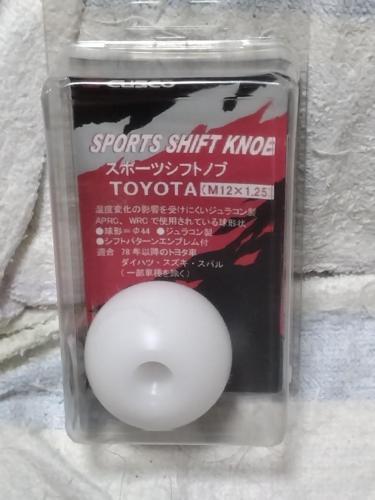 CUSCO
SPORTS SHIFT KNOB
スポーツシフトノブ
TOYOTA (M12×1.25)
温度変化の影響を受けにくいジュラコン製
APRC、WRCで使用されている球形状
●球形=Φ44 ●ジュラコン製
●シフトパターンエンブレム付
適合 78年以降のトヨタ車
ダイハツ・スズキ・スバル
(一部車種を除く)